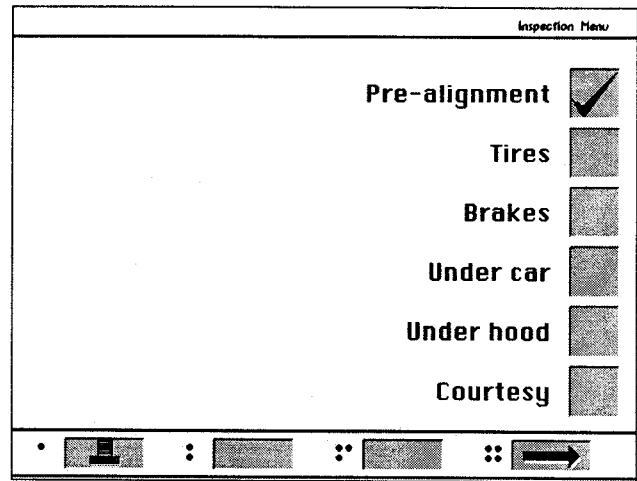 Inspection Menu
Pre-alignment
Tires
Brakes
Under car
Under hood
Courtesy